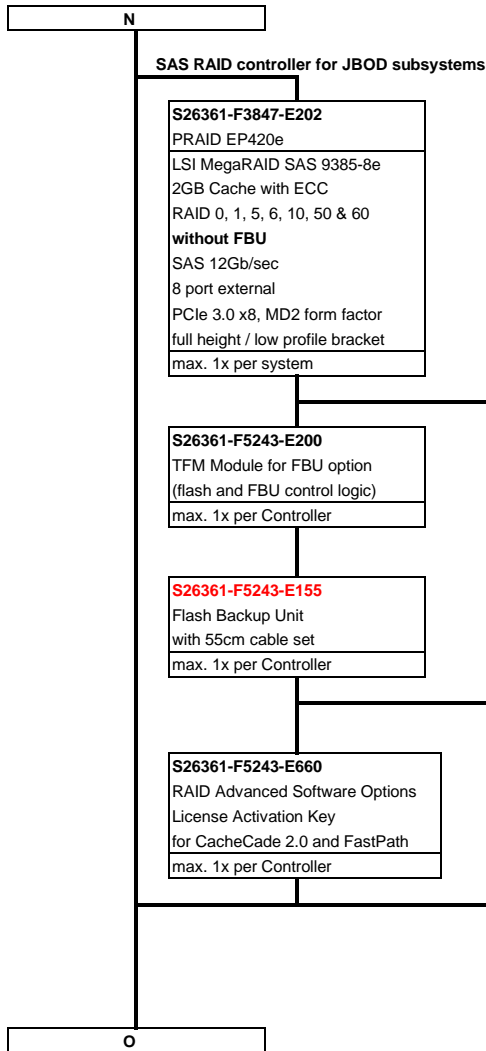 N
SAS RAID controller for JBOD subsystems
S26361-F3847-E202
PRAID EP420e
LSI MegaRAID SAS 9385-8e
2GB Cache with ECC
RAID 0, 1, 5, 6, 10, 50 & 60
without FBU
SAS 12Gb/sec
8 port external
PCIe 3.0 x8, MD2 form factor
full height / low profile bracket
max. 1x per system
S26361-F5243-E200
TFM Module for FBU option
(flash and FBU control logic)
max. 1x per Controller
S26361-F5243-E155
Flash Backup Unit
with 55cm cable set
max. 1x per Controller
S26361-F5243-E660
RAID Advanced Software Options
License Activation Key
for CacheCade 2.0 and FastPath
max. 1x per Controller
O